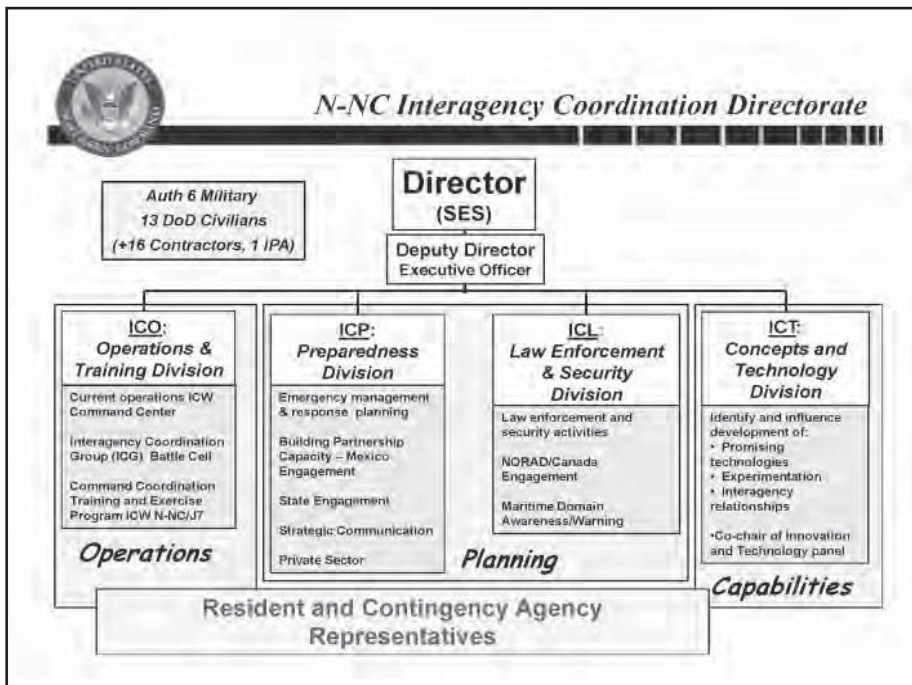 N-NC Interagency Coordination Directorate
Auth 6 Military
13 DoD Civilians
(+16 Contractors, 1 IPA)
Director
(SES)
Deputy Director
Executive Officer
ICO:
Operations &
Training Division
Current operations ICW
Command Center
Interagency Coordination
Group (ICG) Battle Cell
Command Coordination
Training and Exercise
Program ICW N-NC/J7
Operations
ICP:
Preparedness
Division
Emergency management
& response planning
Building Partnership
Capacity – Mexico
Engagement
State Engagement
Strategic Communication
Private Sector
ICL:
Law Enforcement
& Security
Division
Law enforcement and
security activities
NORAD/Canada
Engagement
Maritime Domain
Awareness/Warning
Planning
ICT:
Concepts and
Technology
Division
Identify and influence
development of:
• Promising
technologies
• Experimentation
• Interagency
relationships
•Co-chair of Innovation
and Technology panel
Capabilities
Resident and Contingency Agency
Representatives